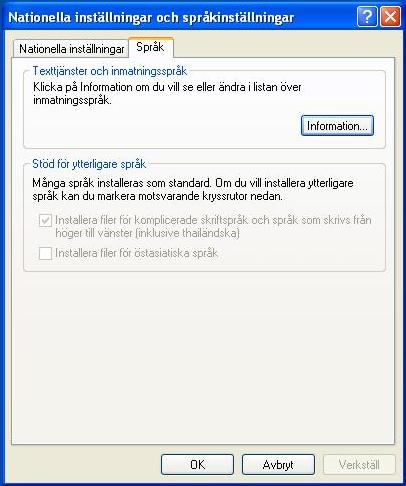 Nationella inställningar och språkinställningar
Nationella inställningar
Språk
Texttjänster och inmatningsspråk
Klicka på Information om du vill se eller ändra i listan över
inmatningsspråk.
Information...
Stöd för ytterligare språk
Många språk installeras som standard. Om du vill installera ytterligare
språk kan du markera motsvarande kryssrutor nedan.
Installera filer för komplicerade skriftspråk och språk som skrivs från
höger till vänster (inklusive thailändska)
Installera filer för östasiatiska språk
OK
Avbryt
Verkställ